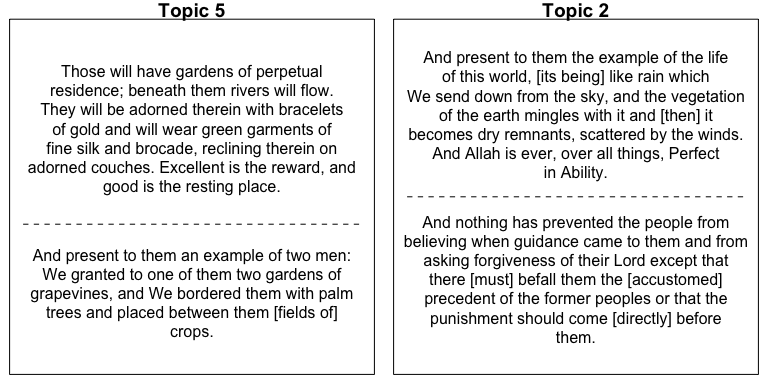 Topic 5
Those will have gardens of perpetual
residence; beneath them rivers will flow.
They will be adorned therein with bracelets
of gold and will wear green garments of
fine silk and brocade, reclining therein on
adorned couches. Excellent is the reward, and
good is the resting place.
And present to them an example of two men:
We granted to one of them two gardens of
grapevines, and We bordered them with palm
trees and placed between them [fields of]
crops.
Topic 2
And present to them the example of the life
of this world, [its being] like rain which
We send down from the sky, and the vegetation
of the earth mingles with it and [then] it
becomes dry remnants, scattered by the winds.
And Allah is ever, over all things, Perfect
in Ability.
And nothing has prevented the people from
believing when guidance came to them and from
asking forgiveness of their Lord except that
there [must] befall them the [accustomed]
precedent of the former peoples or that the
punishment should come [directly] before
them.